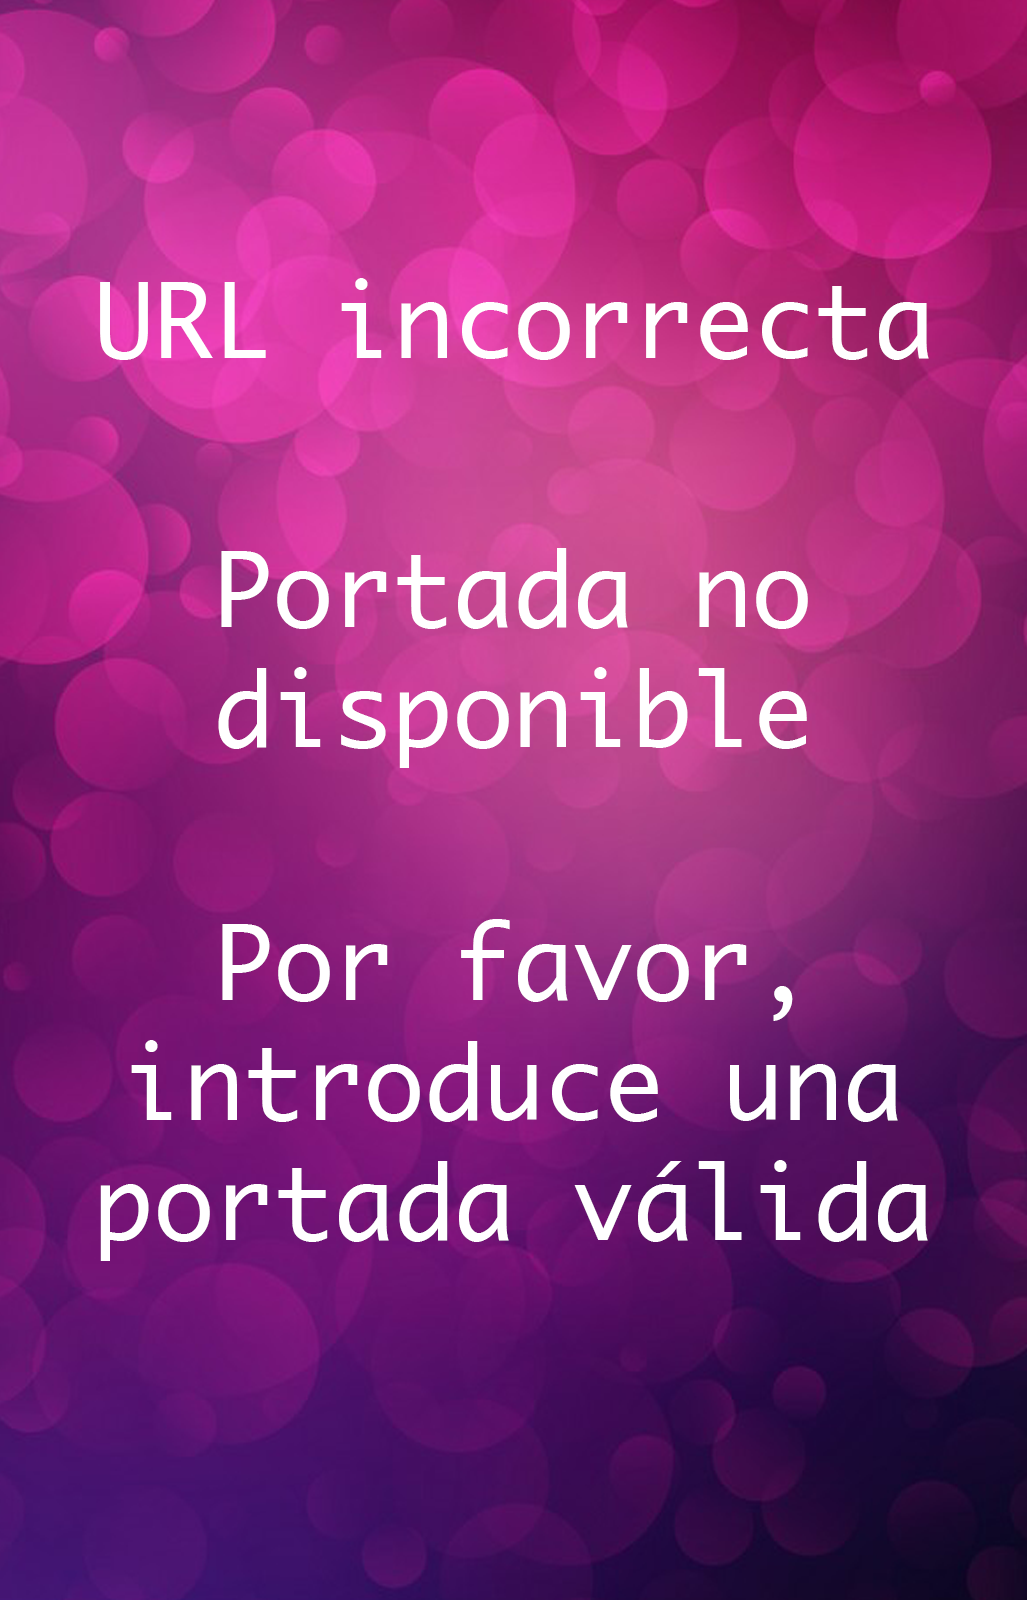 URL incorrecta
Portada no
disponible
Por favor,
introduce una
portada válida